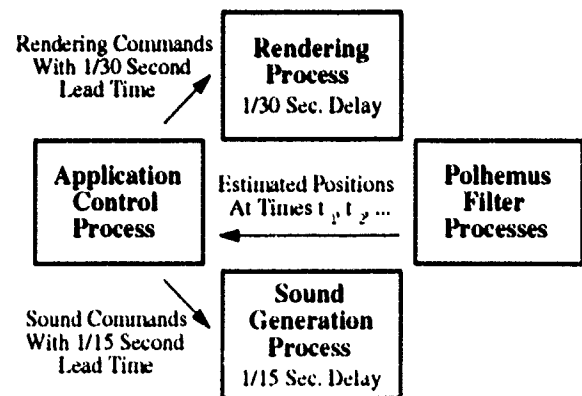 Rendering Commands
With 1/30 Second
Lead Time
Rendering
Process
1/30 Sec. Delay
Application
Control
Process
Estimated Positions
At Times t1, t2, ...
Polhemus
Filter
Processes
Sound Commands
With 1/15 Second
Lead Time
Sound
Generation
Process
1/15 Sec. Delay